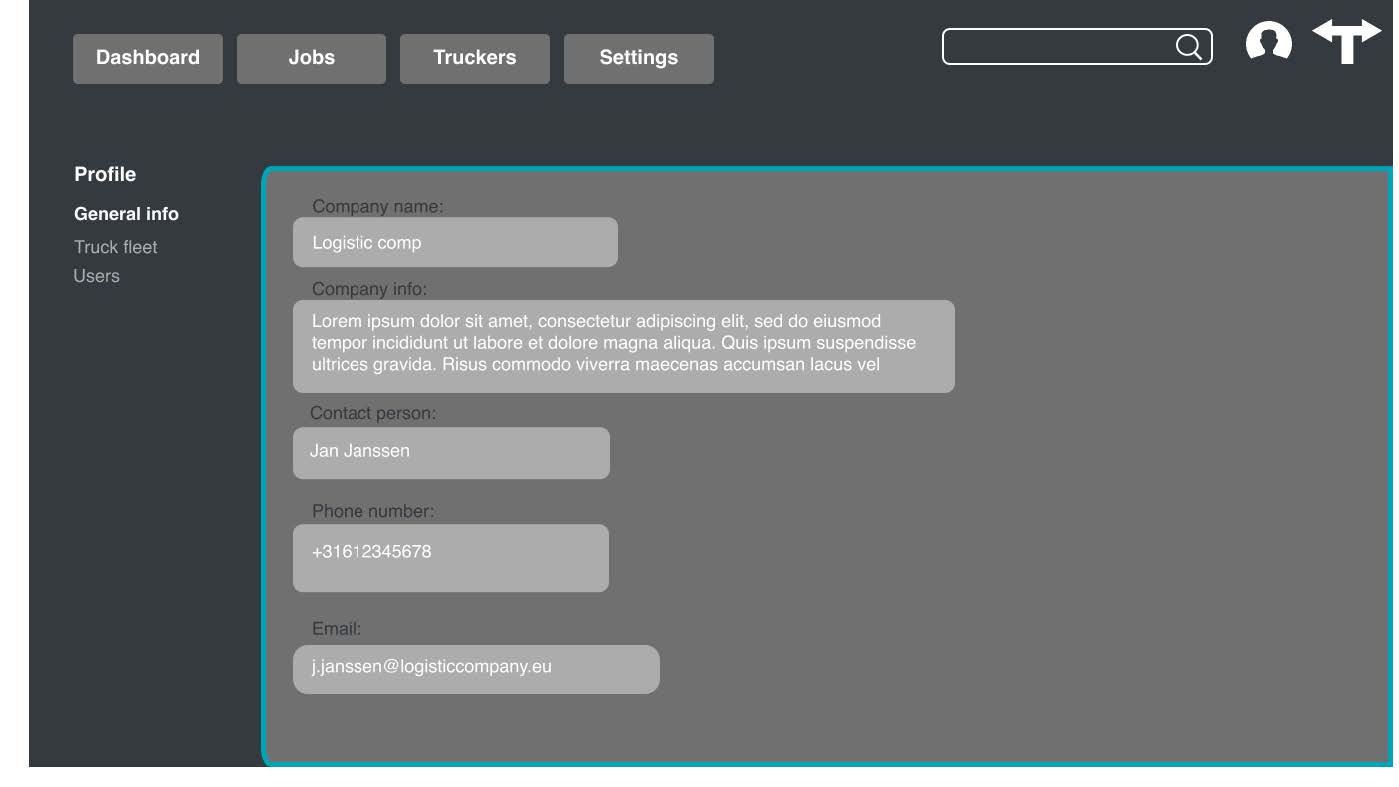 Dashboard
Jobs
Truckers
Settings
Profile
General info
Truck fleet
Users
Company name:
Logistic comp
Company info:
Lorem ipsum dolor sit amet, consectetur adipiscing elit, sed do eiusmod
tempor incididunt ut labore et dolore magna aliqua. Quis ipsum suspendisse
ultrices gravida. Risus commodo viverra maecenas accumsan lacus vel
Contact person:
Jan Janssen
Phone number:
+31612345678
Email:
j.janssen@logisticcompany.eu